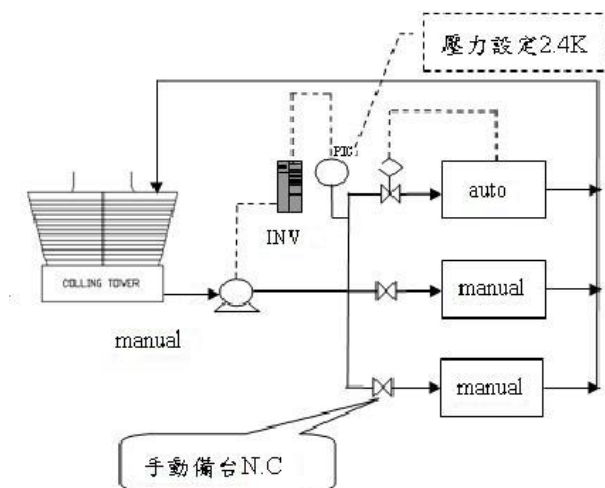 壓力設定2.4K
PIC
auto
INV
COLLING TOWER
manual
manual
manual
手動備台N.C